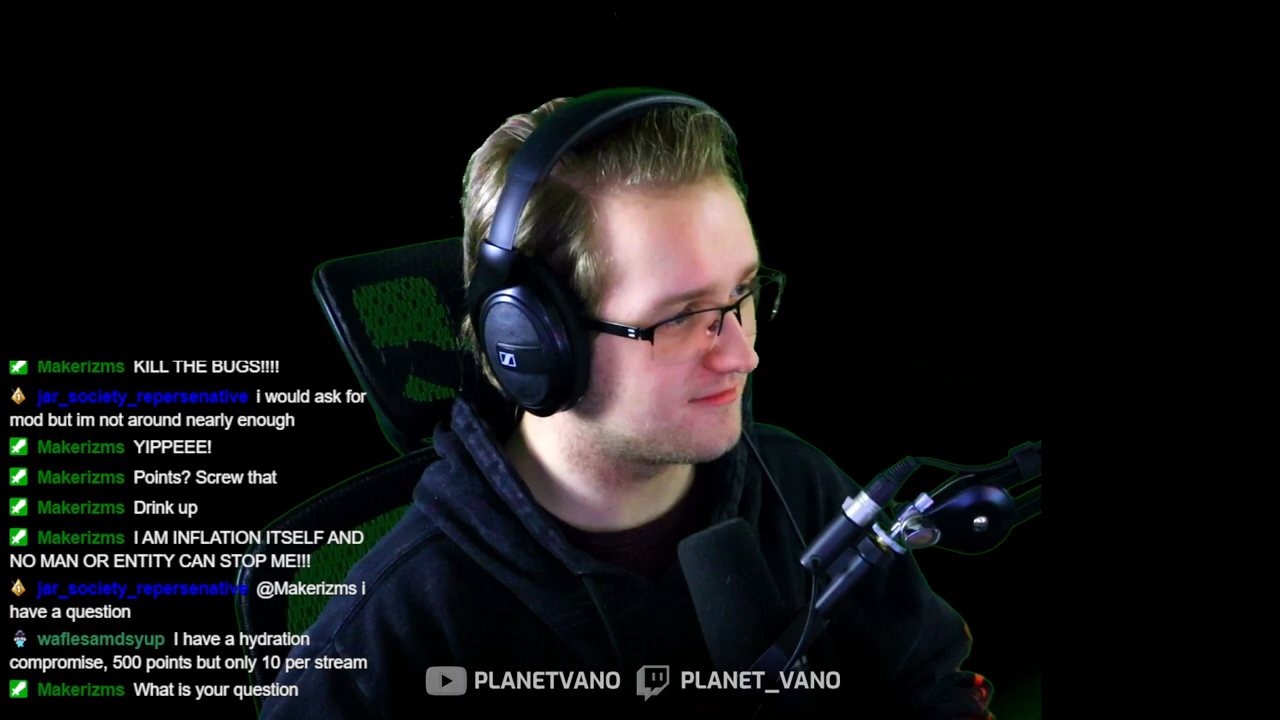 Makerizms KILL THE BUGS!!!!
jar_society_repersenative i would ask for
mod but im not around nearly enough
Makerizms YIPPEEE!
Makerizms Points? Screw that
Makerizms Drink up
Makerizms I AM INFLATION ITSELF AND
NO MAN OR ENTITY CAN STOP ME!!!
jar_society_repersenative @Makerizms i
have a question
waflesamdsyup I have a hydration
compromise, 500 points but only 10 per stream
Makerizms What is your question
PLANETVANO PLANET_VANO